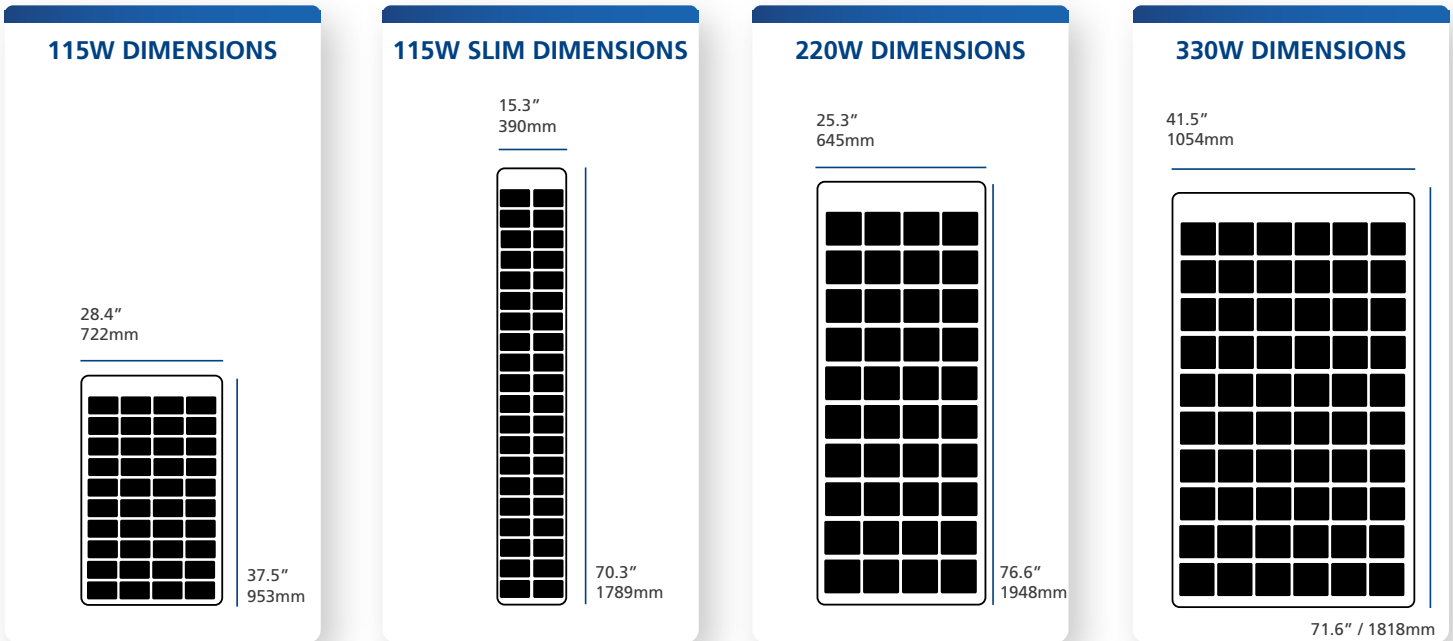 115W DIMENSIONS
28.4”
722mm
37.5”
953mm
115W SLIM DIMENSIONS
15.3”
390mm
70.3”
1789mm
220W DIMENSIONS
25.3”
645mm
76.6”
1948mm
330W DIMENSIONS
41.5”
1054mm
71.6” / 1818mm